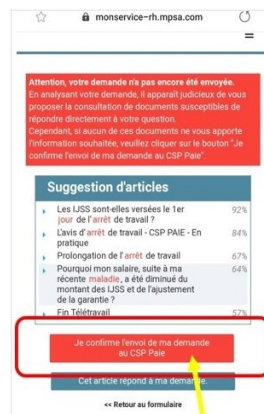 monservice-rh.mpsa.com
Attention, votre demande n'a pas encore été envoyée.
En analysant votre demande, il apparaît judicieux de vous
proposer la consultation de documents susceptibles de
répondre directement à votre question.
Cependant, si aucun de ces documents ne vous apporte
l'information souhaitée, veuillez cliquer sur le bouton "Je
confirme l'envoi de ma demande au CSP Paie".
Suggestion d'articles
Les IJSS sont-elles versées le 1er 92%
jour de l'arrêt de travail ?
L'avis d'arrêt de travail - CSP PAIE - En 84%
pratique
Prolongation de l'arrêt de travail 67%
Pourquoi mon salaire, suite à ma 64%
récente maladie, a été diminué du
montant des IJSS et de l'ajustement
de la garantie ?
Fin Télétravail 57%
Je confirme l'envoi de ma demande
au CSP Paie
Cet article répond à ma demande.
<< Retour au formulaire